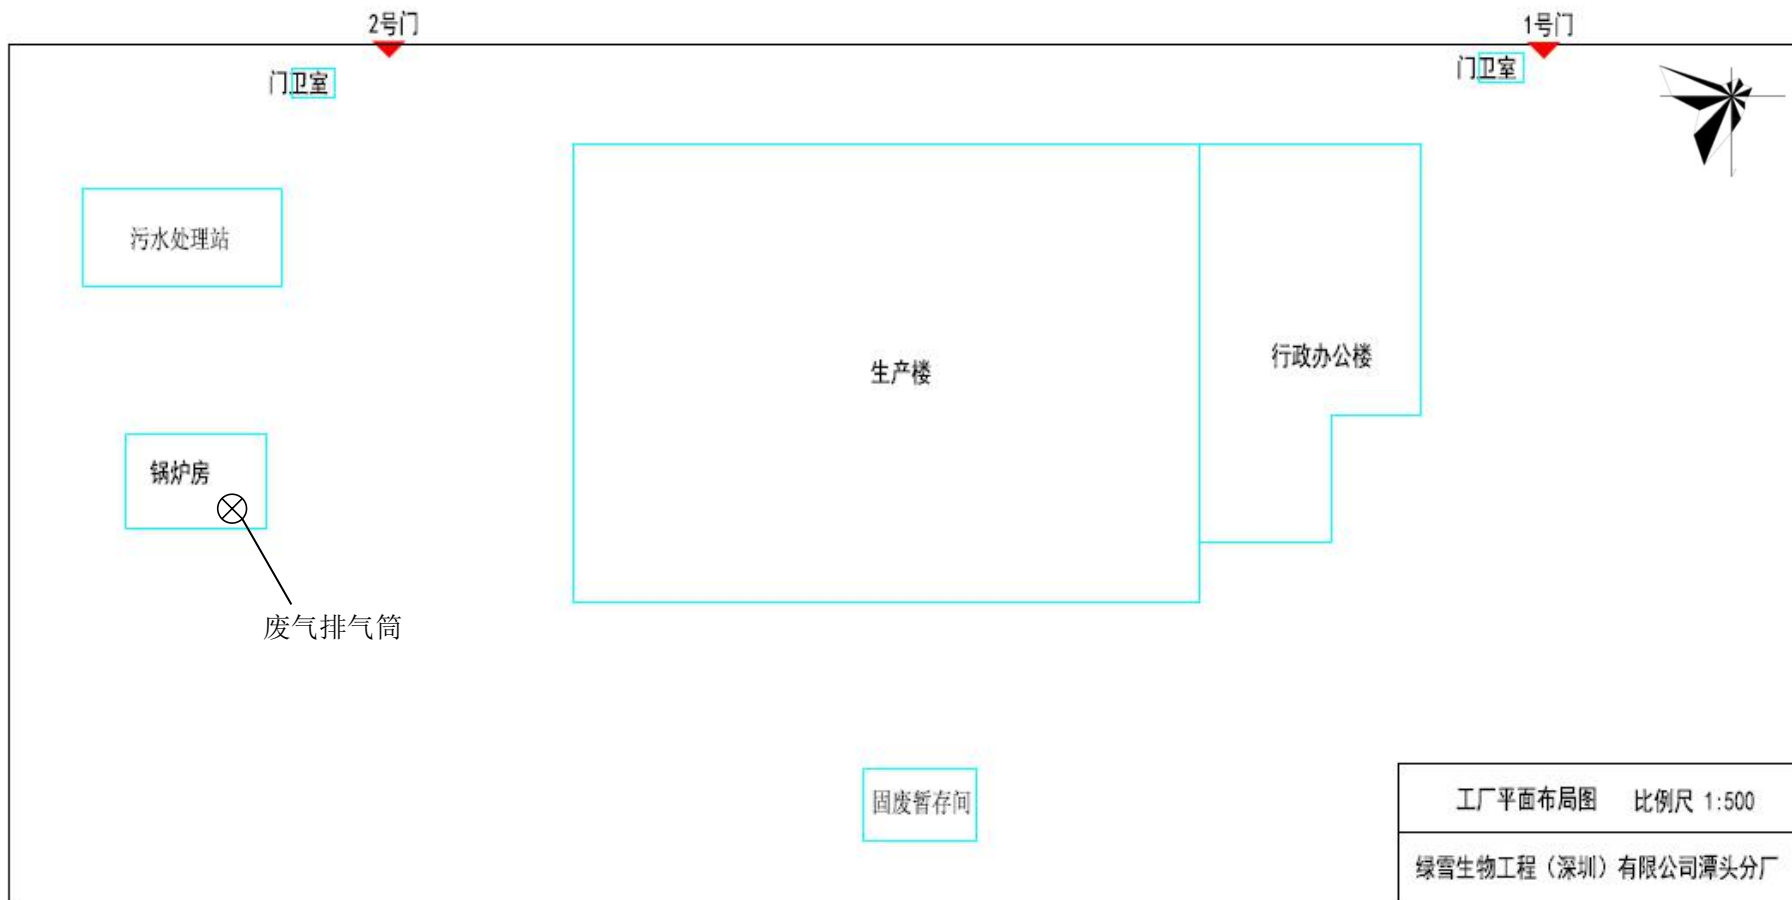 2号门
1号门
门卫室
门卫室
污水处理站
生产楼
行政办公楼
锅炉房
废气排气筒
固废暂存间
工厂平面布局图 比例尺 1:500
绿雪生物工程（深圳）有限公司潭头分厂